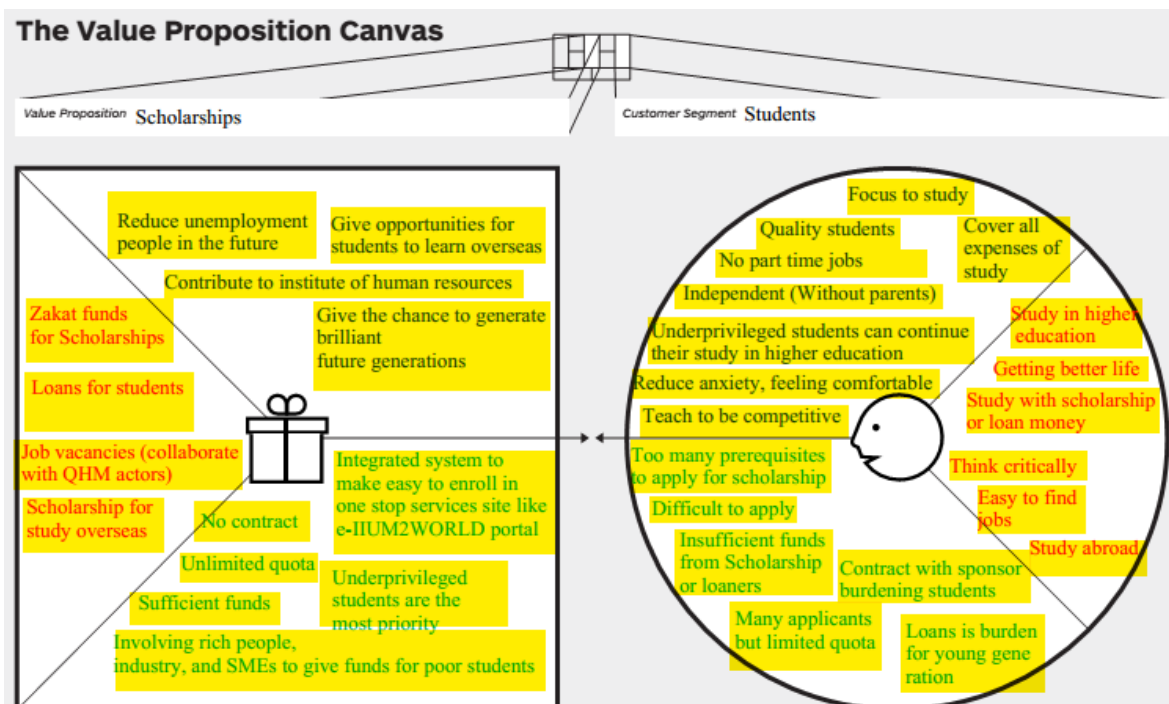 The Value Proposition Canvas
Value Proposition Scholarships
Customer Segment Students
Reduce unemployment
people in the future
Give opportunities for
students to learn overseas
Contribute to institute of human resources
Zakat funds
for Scholarships
Give the chance to generate
brilliant
future generations
Loans for students
Job vacancies (collaborate
with QHM actors)
Scholarship for
study overseas
Integrated system to
make easy to enroll in
one stop services site like
e-IIUM2WORLD portal
No contract
Unlimited quota
Underprivileged
students are the
most priority
Sufficient funds
Involving rich people,
industry, and SMEs to give funds for poor students
Focus to study
Quality students
Cover all
expenses of
study
No part time jobs
Independent (Without parents)
Underprivileged students can continue
their study in higher education
Reduce anxiety, feeling comfortable
Teach to be competitive
Study in higher
education
Getting better life
Study with scholarship
or loan money
Think critically
Easy to find
jobs
Study abroad
Too many prerequisites
to apply for scholarship
Difficult to apply
Insufficient funds
from Scholarship
or loaners
Contract with sponsor
burdening students
Many applicants
but limited quota
Loans is burden
for young gene
ration